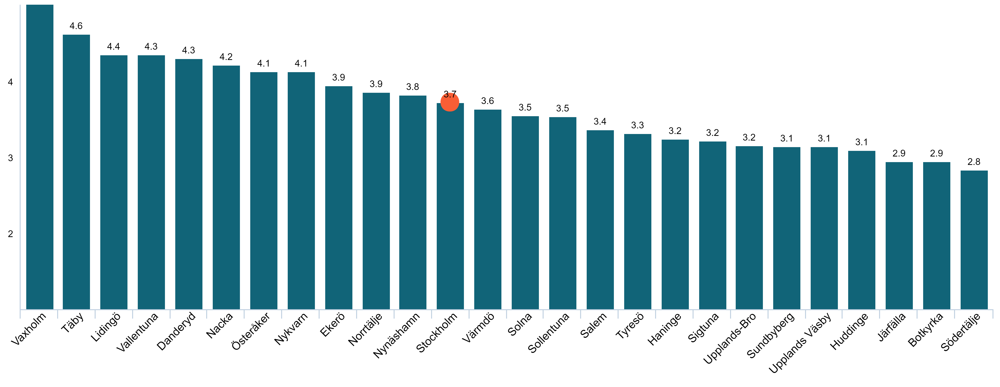 4.6
4.4
4.3
4.3
4.2
4.1
4.1
3.9
3.9
3.8
3.7
3.6
3.5
3.5
3.4
3.3
3.2
3.2
3.2
3.1
3.1
3.1
2.9
2.9
2.8
4
3
2
Vaxholm
Täby
Lidingö
Vallentuna
Danderyd
Nacka
Österåker
Nykvarn
Ekerö
Norrtälje
Nynäshamn
Stockholm
Värmdö
Solna
Sollentuna
Salem
Tyresö
Haninge
Sigtuna
Upplands-Bro
Sundbyberg
Upplands Väsby
Huddinge
Järfälla
Botkyrka
Södertälje